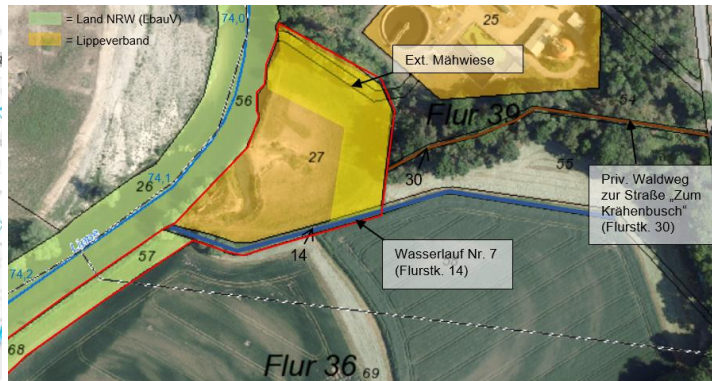 = Land NRW (EbauV)
= Lippeverband
74,0
25
Ext. Mähwiese
56
Flur 39
54
27
74,1
26
30
55
Priv. Waldweg
zur Straße „Zum
Krähenbusch“
(Flurstk. 30)
Lippe
57
14
Wasserlauf Nr. 7
(Flurstk. 14)
74,2
68
Flur 36
69